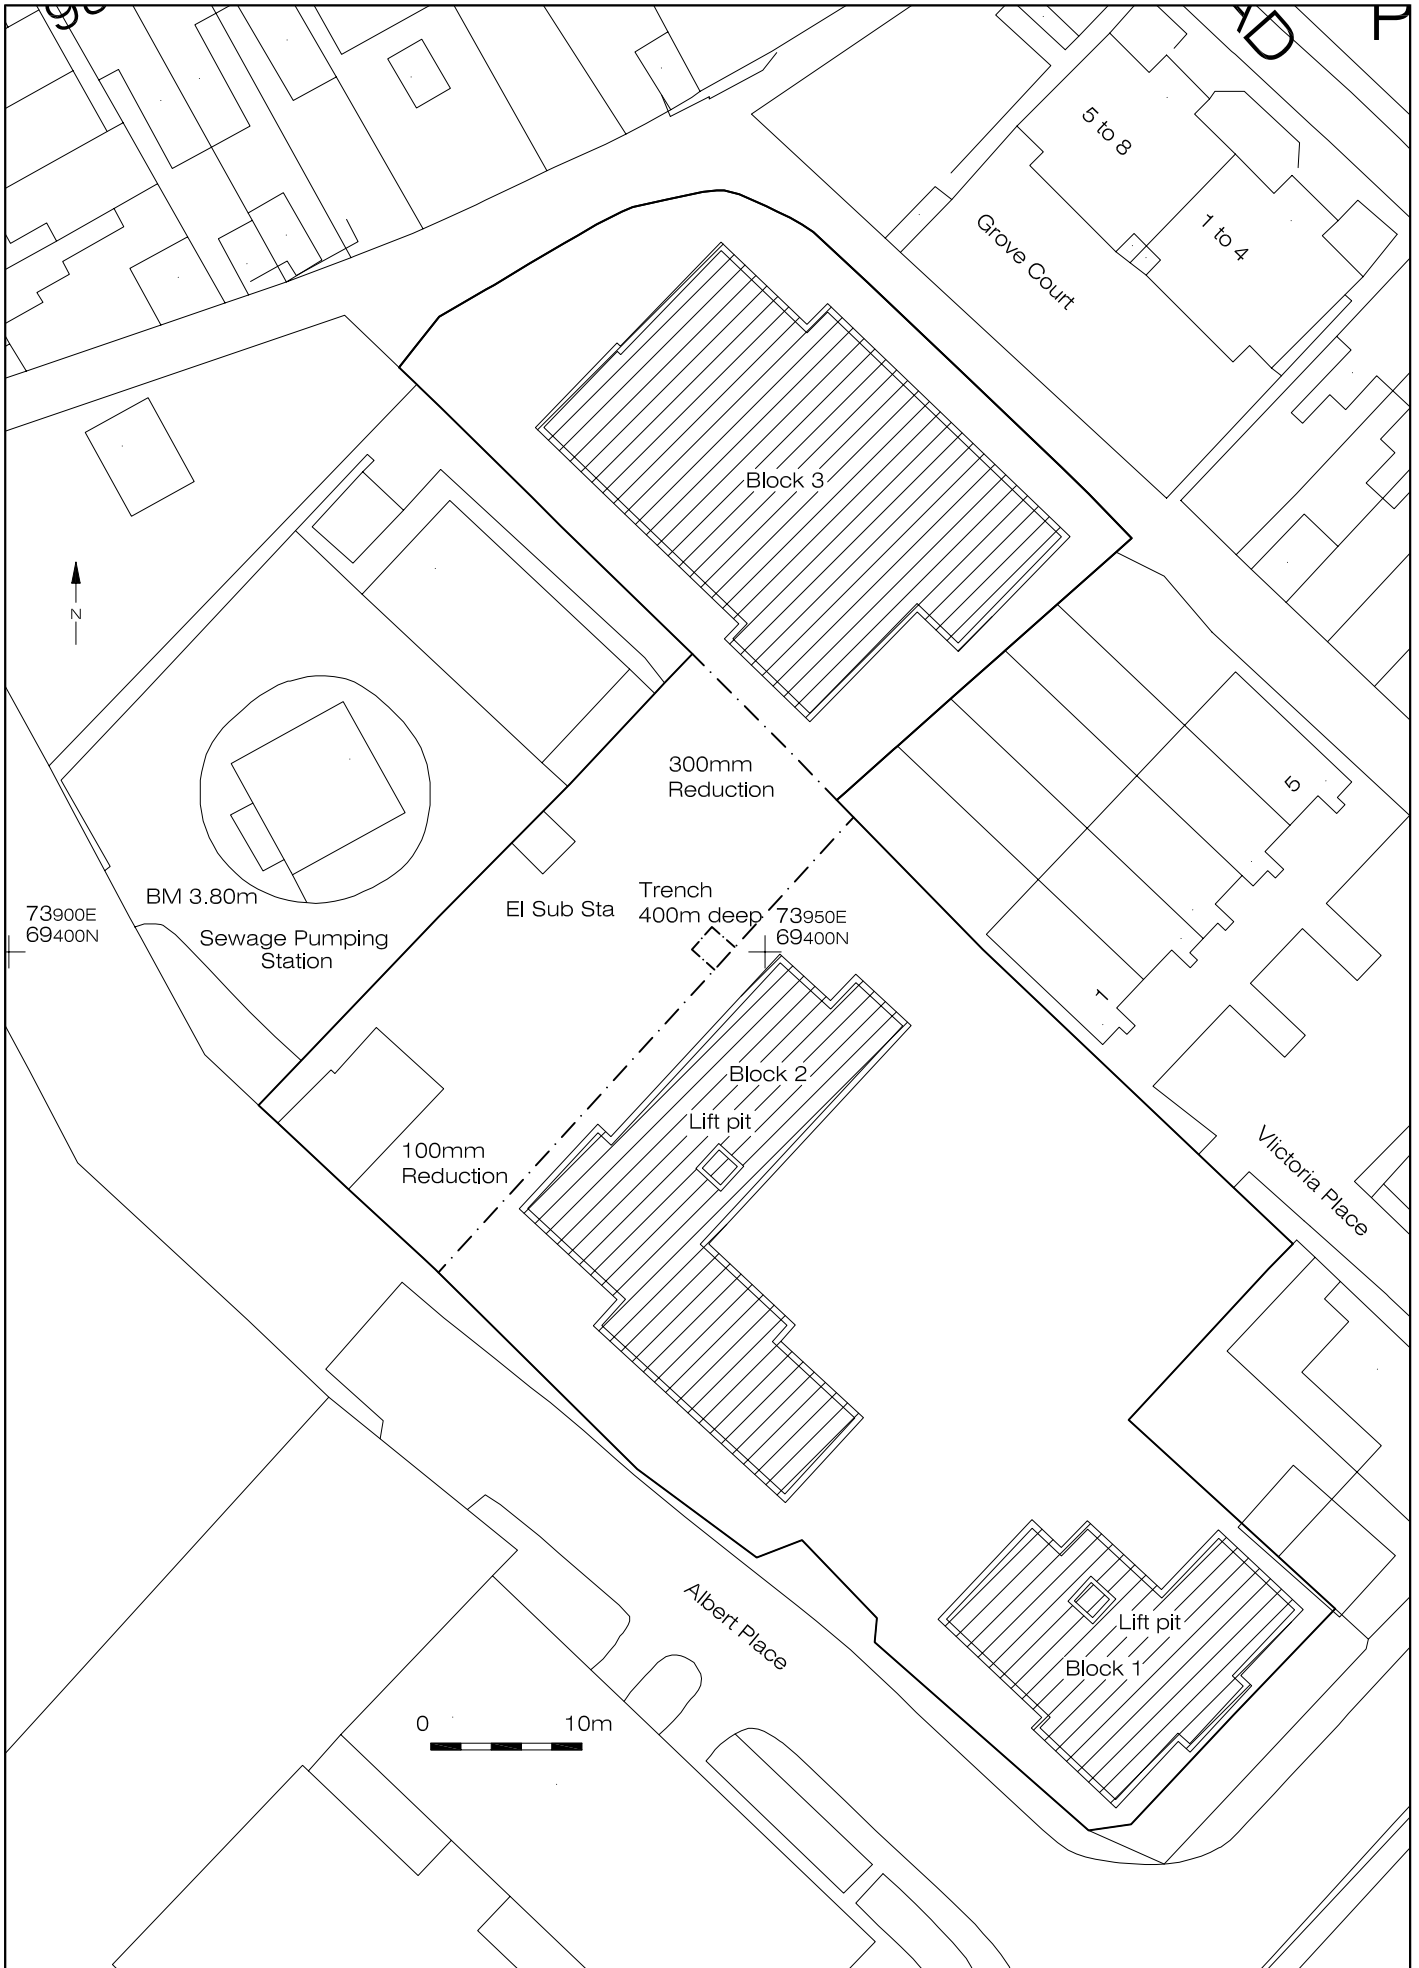 5 to 8
1 to 4
Grove Court
Block 3
N
300mm
Reduction
5
BM 3.80m
El Sub Sta
Trench
400m deep
73900E
69400N
73950E
69400N
Sewage Pumping
Station
1
Block 2
Lift pit
100mm
Reduction
VIictoria Place
Albert Place
Lift pit
Block 1
0 10m